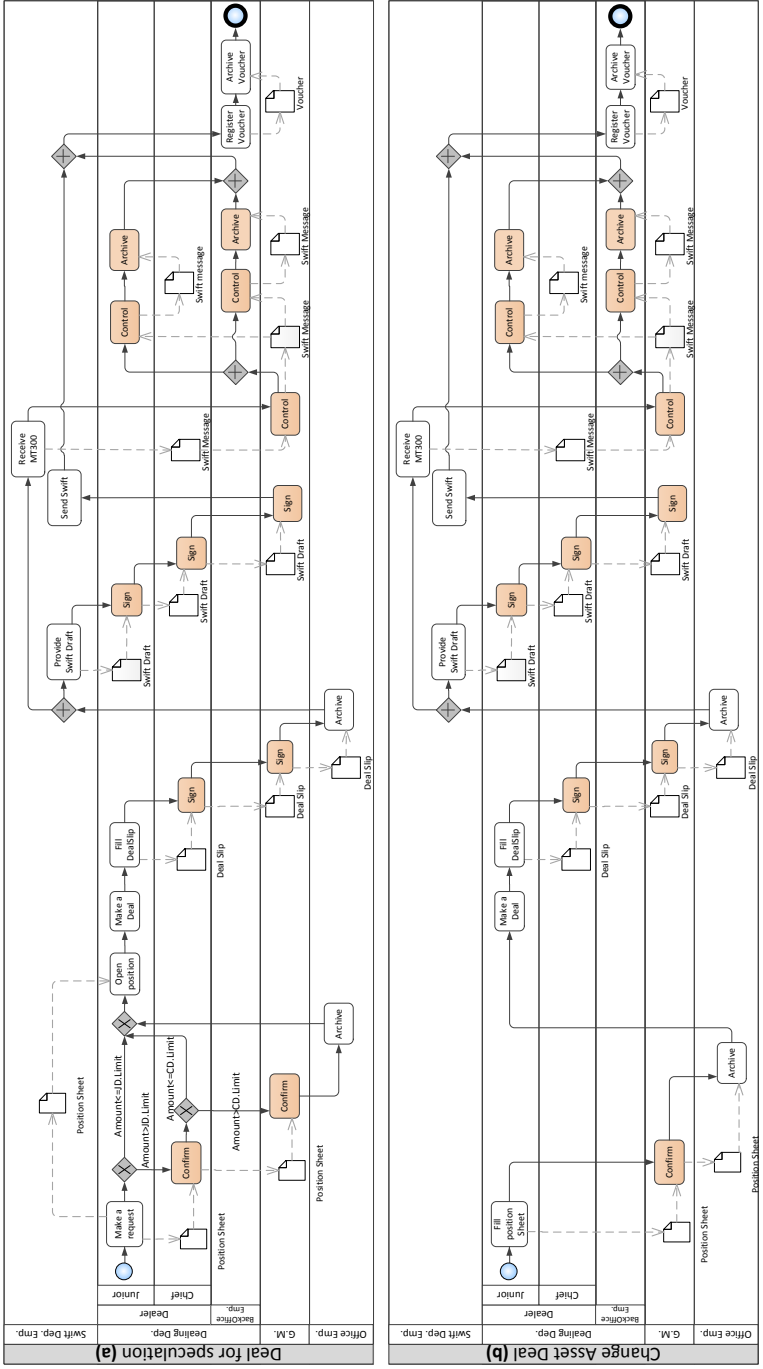 Deal for speculation (a)
Swift Dep. Emp.
Dealing Dep.
Dealer
Junior
Chief
BackOffice
Emp.
G.M.
Office Emp.
Make a
request
Position Sheet
Position Sheet
Amount<=JD.Limit
Amount>JD.Limit
Confirm
Amount<=CD.Limit
Amount>CD.Limit
Position Sheet
Confirm
Archive
Open
position
Make a
Deal
Fill
DealSlip
Deal Slip
Sign
Deal Slip
Sign
Deal Slip
Archive
Provide
Swift Draft
Swift Draft
Sign
Swift Draft
Sign
Swift Draft
Sign
Send Swift
Receive
MT300
Swift Message
Control
Swift Message
Control
Swift message
Archive
Control
Swift Message
Archive
Register
Voucher
Voucher
Archive
Voucher
Change Asset Deal (b)
Swift Dep. Emp.
Dealing Dep.
Dealer
Junior
Chief
BackOffice
Emp.
G.M.
Office Emp.
Fill
position
Sheet
Position Sheet
Confirm
Position Sheet
Archive
Make a
Deal
Fill
DealSlip
Deal Slip
Sign
Deal Slip
Sign
Deal Slip
Archive
Provide
Swift Draft
Swift Draft
Sign
Swift Draft
Sign
Swift Draft
Sign
Send Swift
Receive
MT300
Swift Message
Control
Swift Message
Control
Swift message
Archive
Control
Swift Message
Archive
Register
Voucher
Voucher
Archive
Voucher